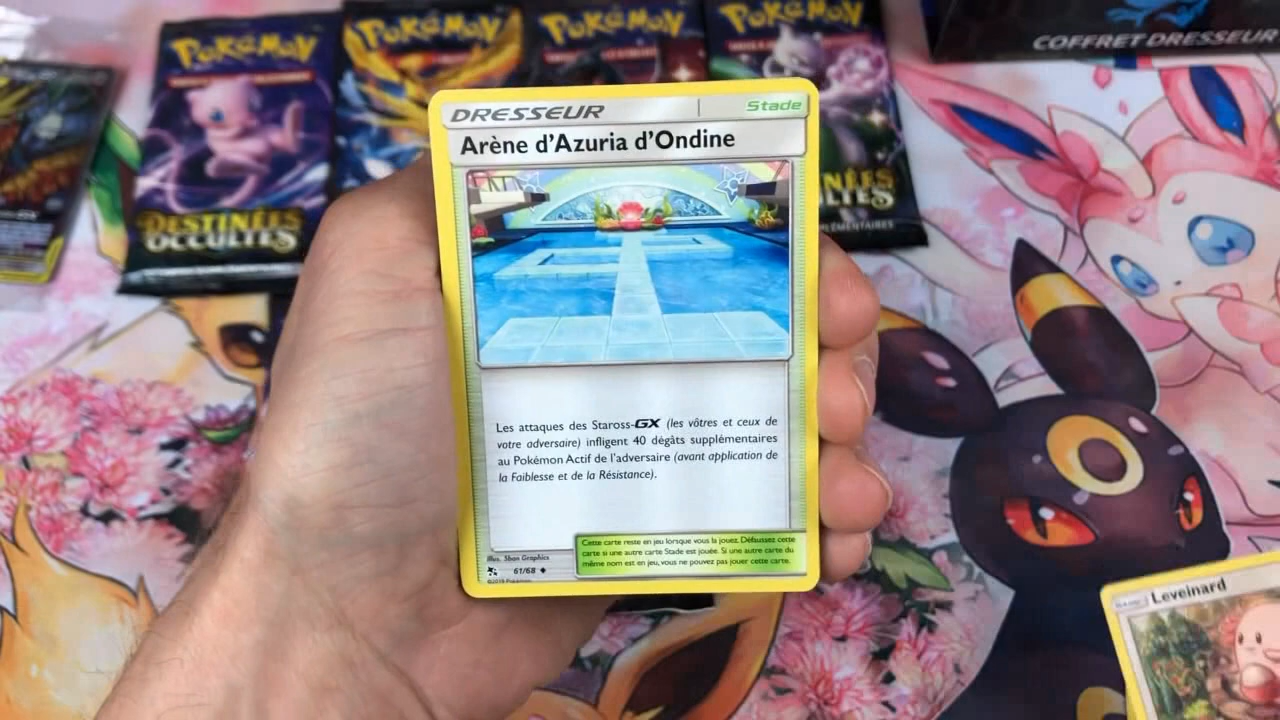 POKéMON
POKéMON
POKéMON
POKéMON
COFFRET DRESSEUR
DESTINÉES
OCCULTES
DRESSEUR
Stade
Arène d'Azuria d'Ondine
Les attaques des Staross-GX (les vôtres et ceux de
votre adversaire) infligent 40 dégâts supplémentaires
au Pokémon Actif de l'adversaire (avant application de
la Faiblesse et de la Résistance).
Cette carte reste en jeu lorsque vous la jouez. Défaussez cette
carte si une autre carte Stade est jouée. Si une autre carte du
même nom est en jeu, vous ne pouvez pas jouer cette carte.
Illus. 5ban Graphics
61/68
©2019 Pokémon
OCCULTES
Leveinard